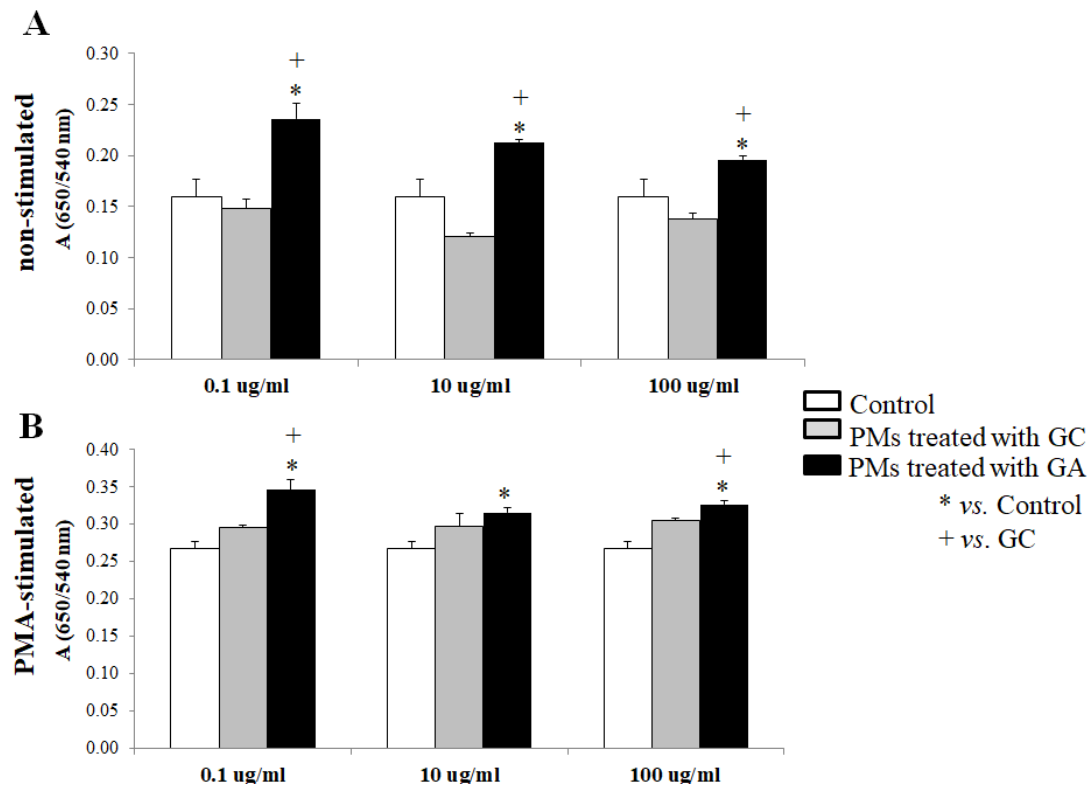 A
non-stimulated
A (650/540 nm)
0.30
0.25
0.20
0.15
0.10
0.05
0.00
+
*
+
*
+
*
0.1 ug/ml
10 ug/ml
100 ug/ml
B
PMA-stimulated
A (650/540 nm)
0.40
0.35
0.30
0.25
0.20
0.15
0.10
0.05
0.00
+
*
*
+
*
0.1 ug/ml
10 ug/ml
100 ug/ml
Control
PMs treated with GC
PMs treated with GA
* vs. Control
+ vs. GC